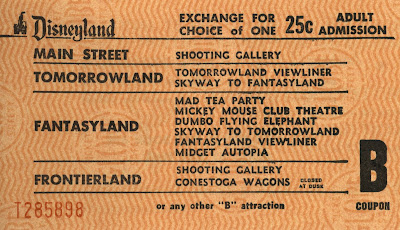 Disneyland
EXCHANGE FOR
CHOICE of ONE
25c
ADULT
ADMISSION
MAIN STREET
SHOOTING GALLERY
TOMORROWLAND
TOMORROWLAND VIEWLINER
SKYWAY TO FANTASYLAND
FANTASYLAND
MAD TEA PARTY
MICKEY MOUSE CLUB THEATRE
DUMBO FLYING ELEPHANT
SKYWAY TO TOMORROWLAND
FANTASYLAND VIEWLINER
MIDGET AUTOPIA
FRONTIERLAND
SHOOTING GALLERY
CONESTOGA WAGONS
CLOSED
AT DUSK
B
COUPON
T285898
or any other "B" attraction